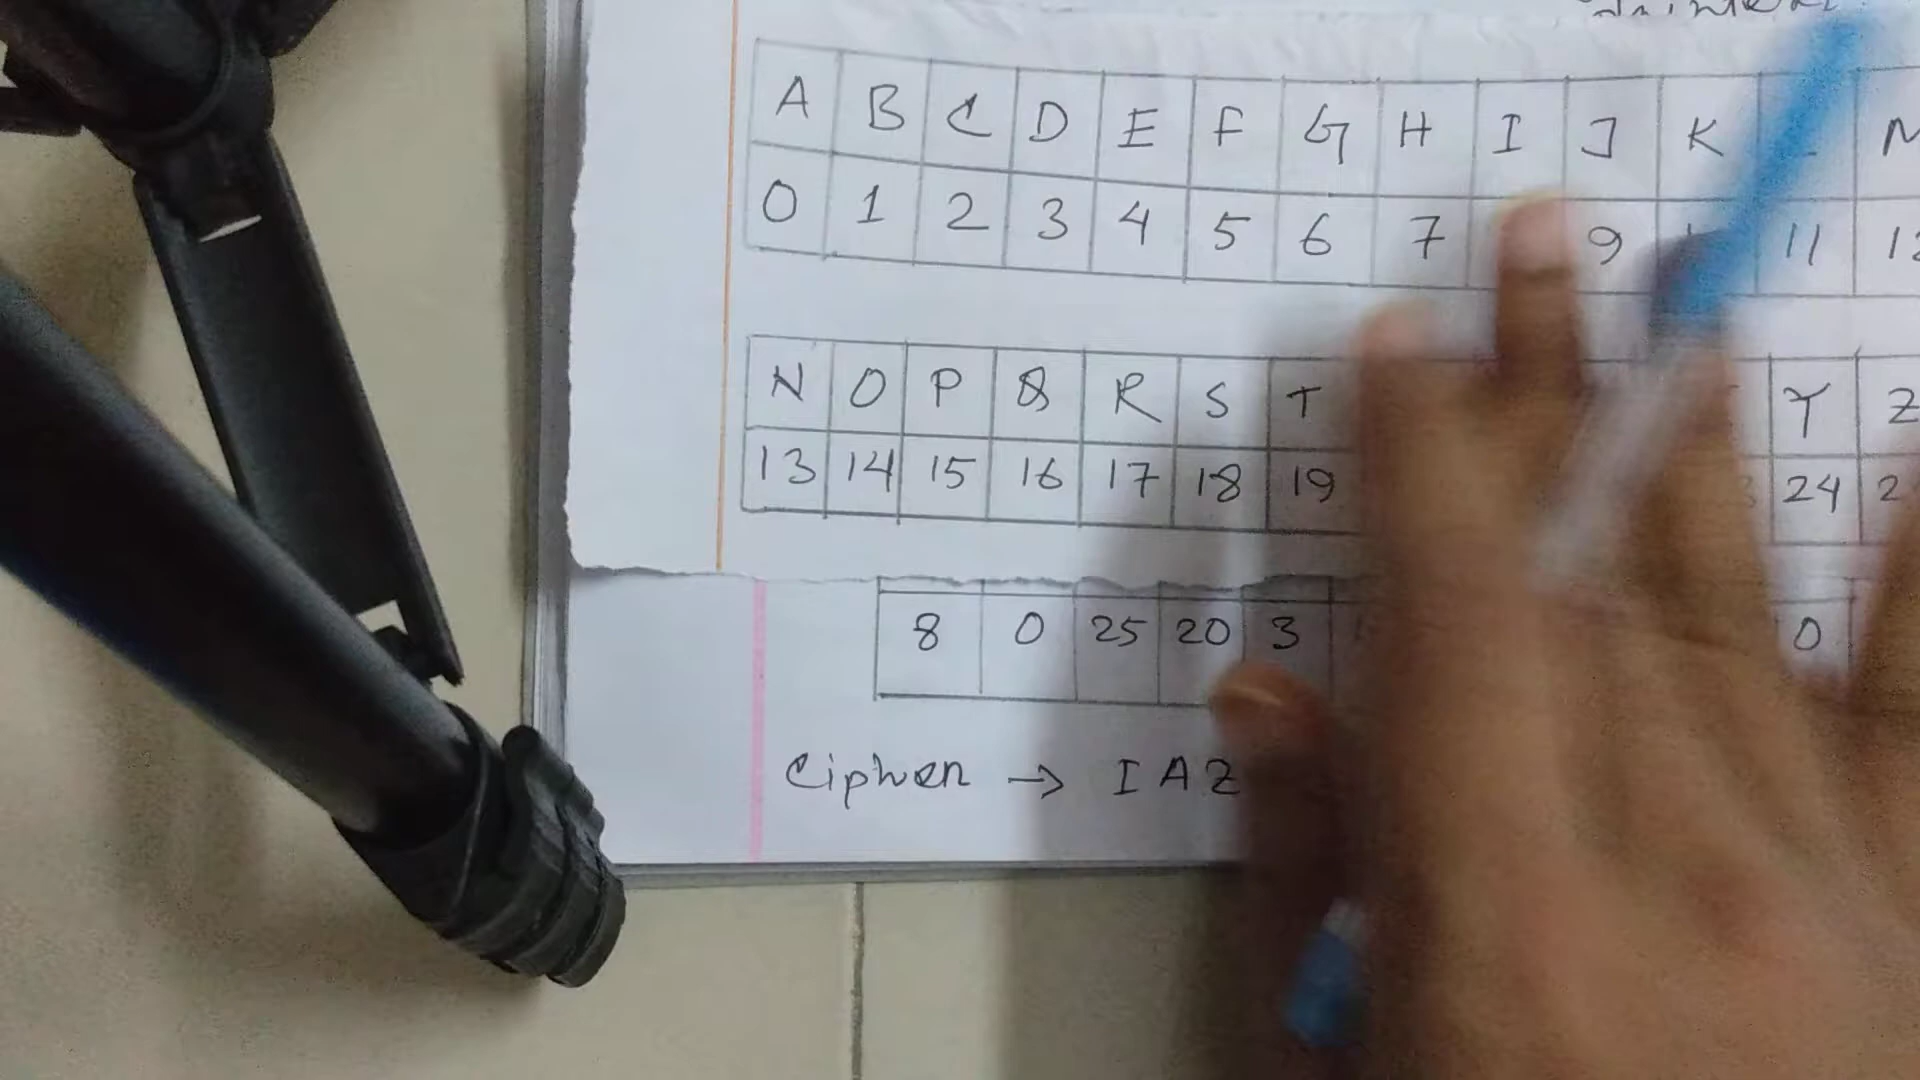 A B C D E F G H I J K M
0 1 2 3 4 5 6 7 9 11 12
N O P Q R S T Y Z
13 14 15 16 17 18 19 24
8 0 25 20 3 0
Cipher → I A Z